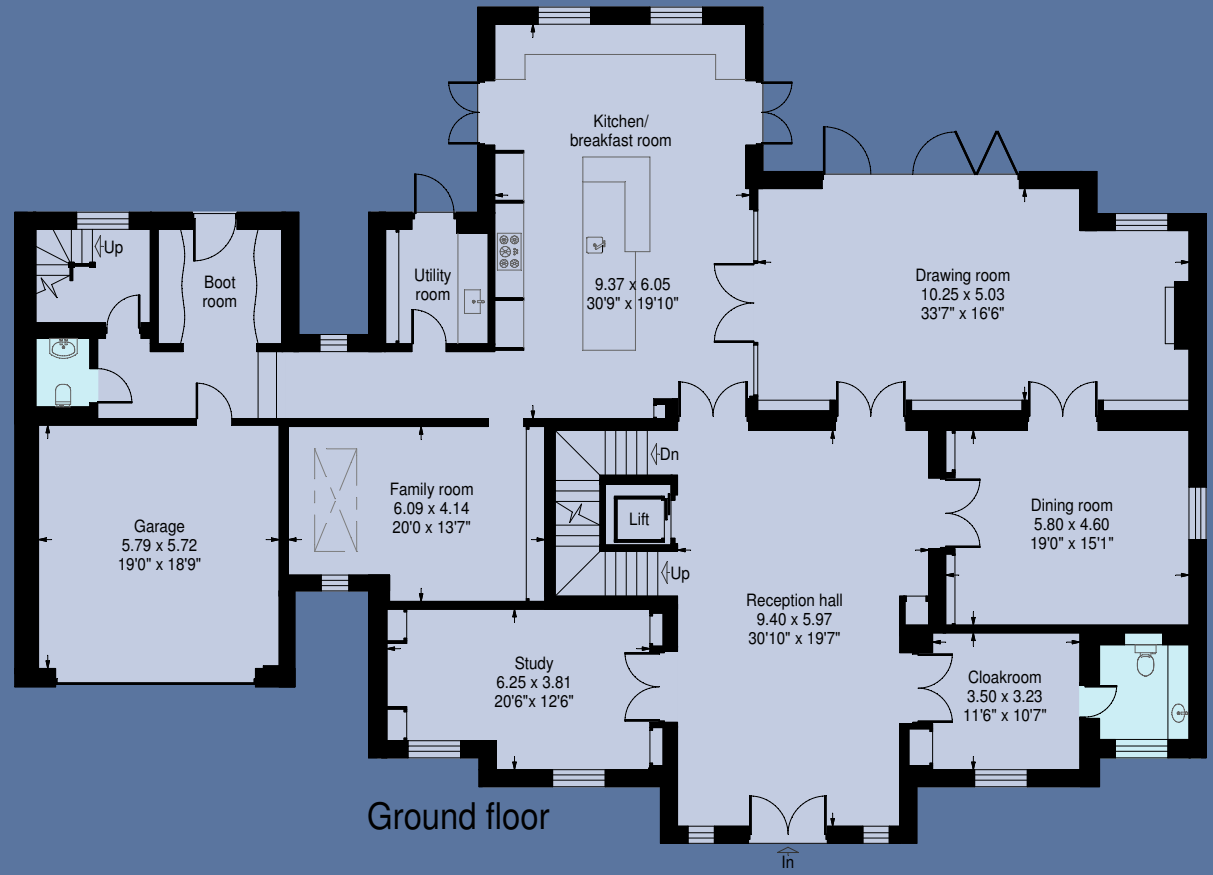 Kitchen/
breakfast room
9.37 x 6.05
30'9" x 19'10"
Up
Boot
room
Utility
room
Drawing room
10.25 x 5.03
33'7" x 16'6"
Dn
Lift
Up
Family room
6.09 x 4.14
20'0 x 13'7"
Garage
5.79 x 5.72
19'0" x 18'9"
Dining room
5.80 x 4.60
19'0" x 15'1"
Reception hall
9.40 x 5.97
30'10" x 19'7"
Study
6.25 x 3.81
20'6"x 12'6"
Cloakroom
3.50 x 3.23
11'6" x 10'7"
Ground floor
In